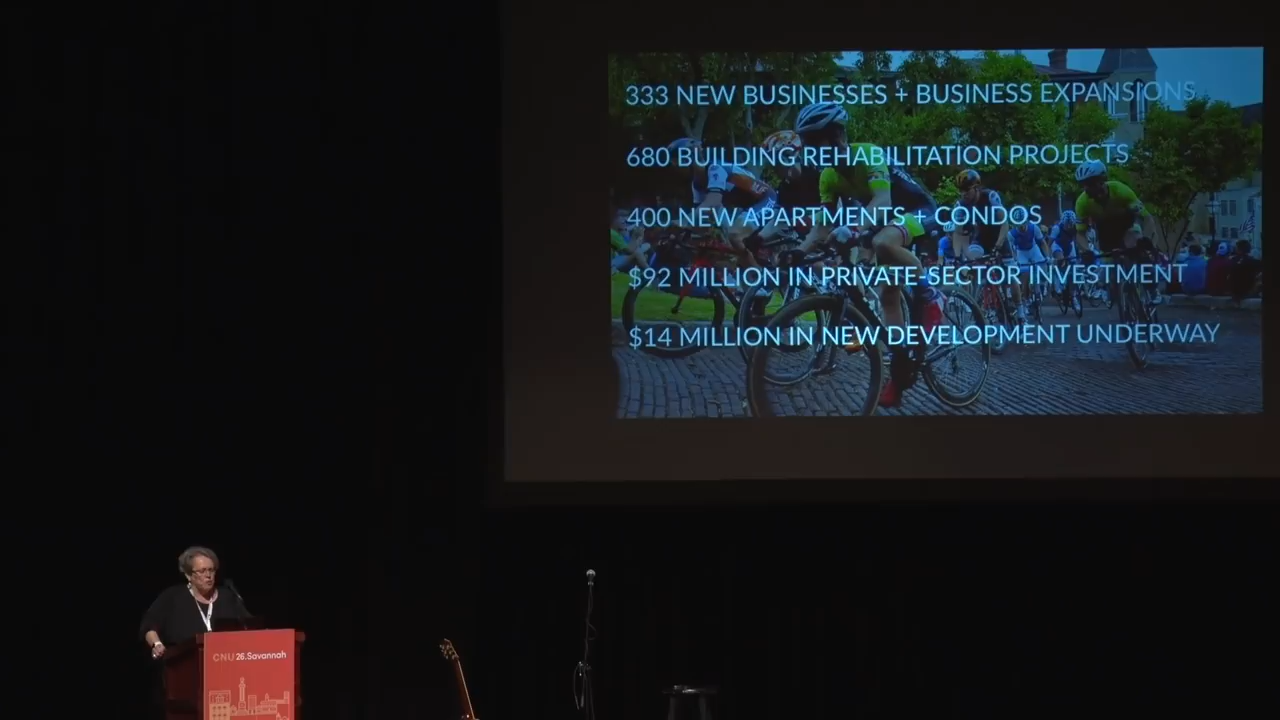 333 NEW BUSINESSES + BUSINESS EXPANSIONS
680 BUILDING REHABILITATION PROJECTS
400 NEW APARTMENTS + CONDOS
$92 MILLION IN PRIVATE-SECTOR INVESTMENT
$14 MILLION IN NEW DEVELOPMENT UNDERWAY
CNU 26.Savannah